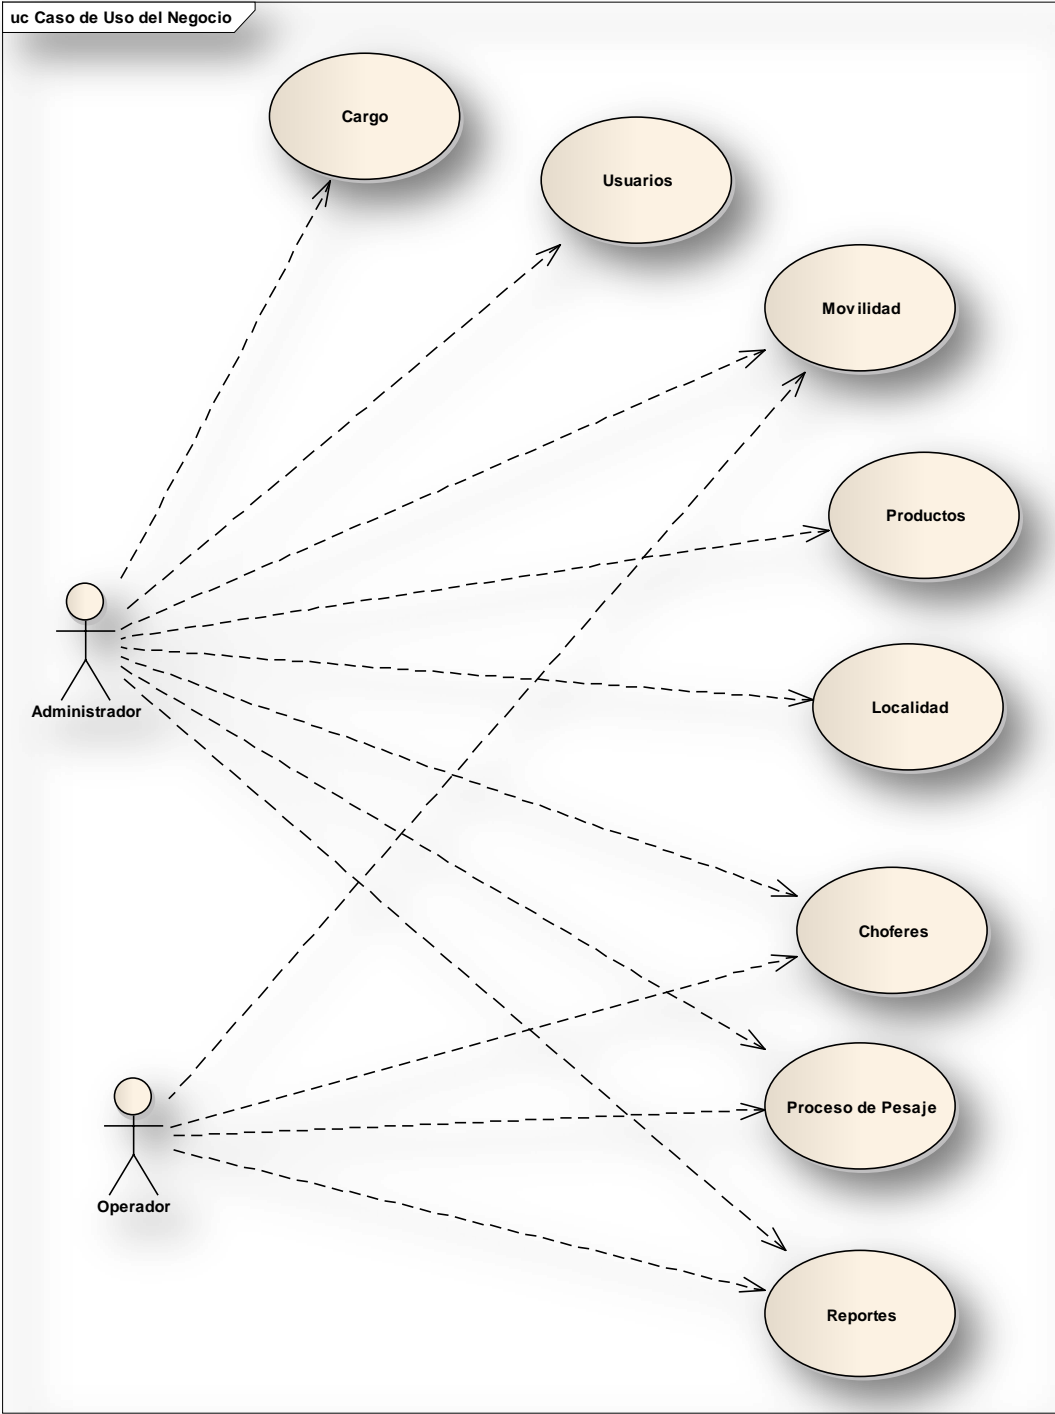 uc Caso de Uso del Negocio
Cargo
Usuarios
Movilidad
Productos
Administrador
Localidad
Choferes
Proceso de Pesaje
Operador
Reportes